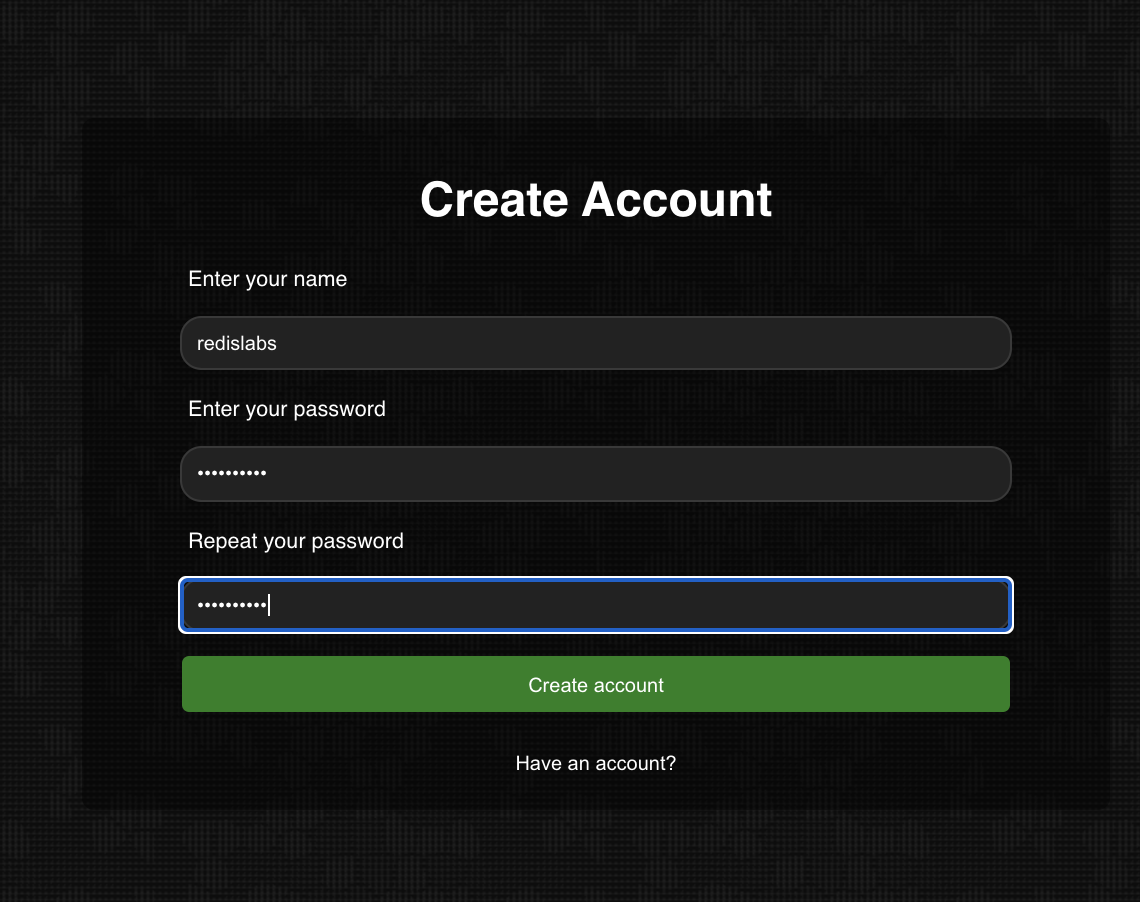 Create Account
Enter your name
redislabs
Enter your password
••••••••••
Repeat your password
••••••••••
Create account
Have an account?